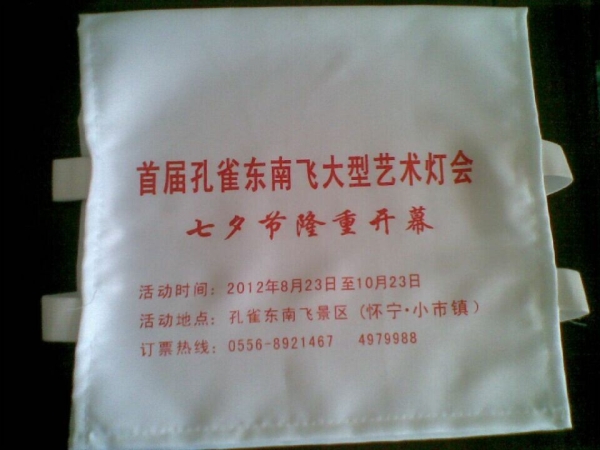 首届孔雀东南飞大型艺术灯会
七夕节隆重开幕
活动时间：2012年8月23日至10月23日
活动地点：孔雀东南飞景区（怀宁·小市镇）
订票热线：0556-8921467 4979988